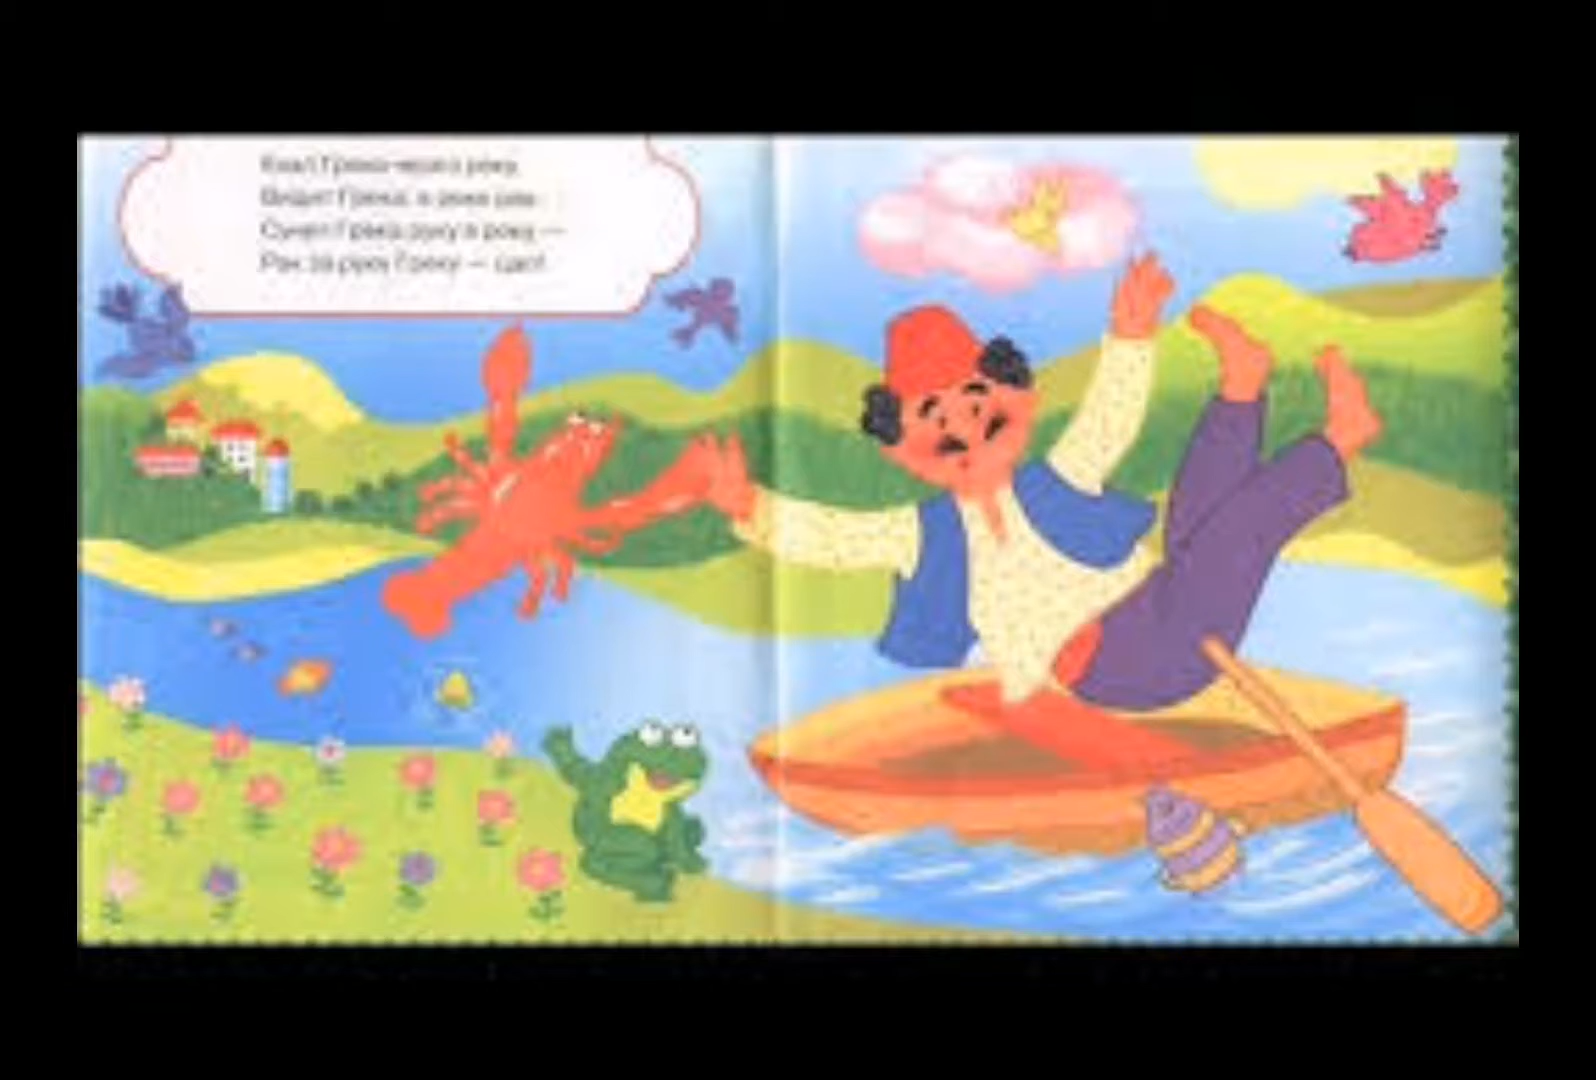 Ехал Грека через реку,
Видит Грека: в реке рак.
Сунул Грека руку в реку —
Рак за руку Греку — цап!